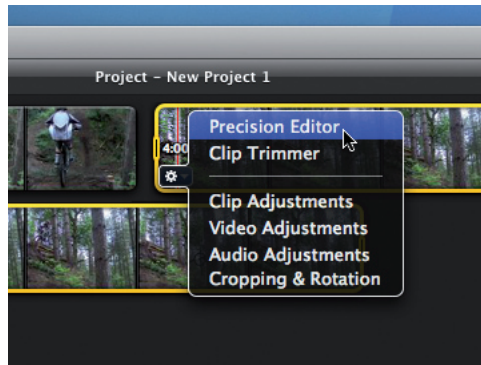 Project – New Project 1
4:00
Precision Editor
Clip Trimmer
Clip Adjustments
Video Adjustments
Audio Adjustments
Cropping & Rotation